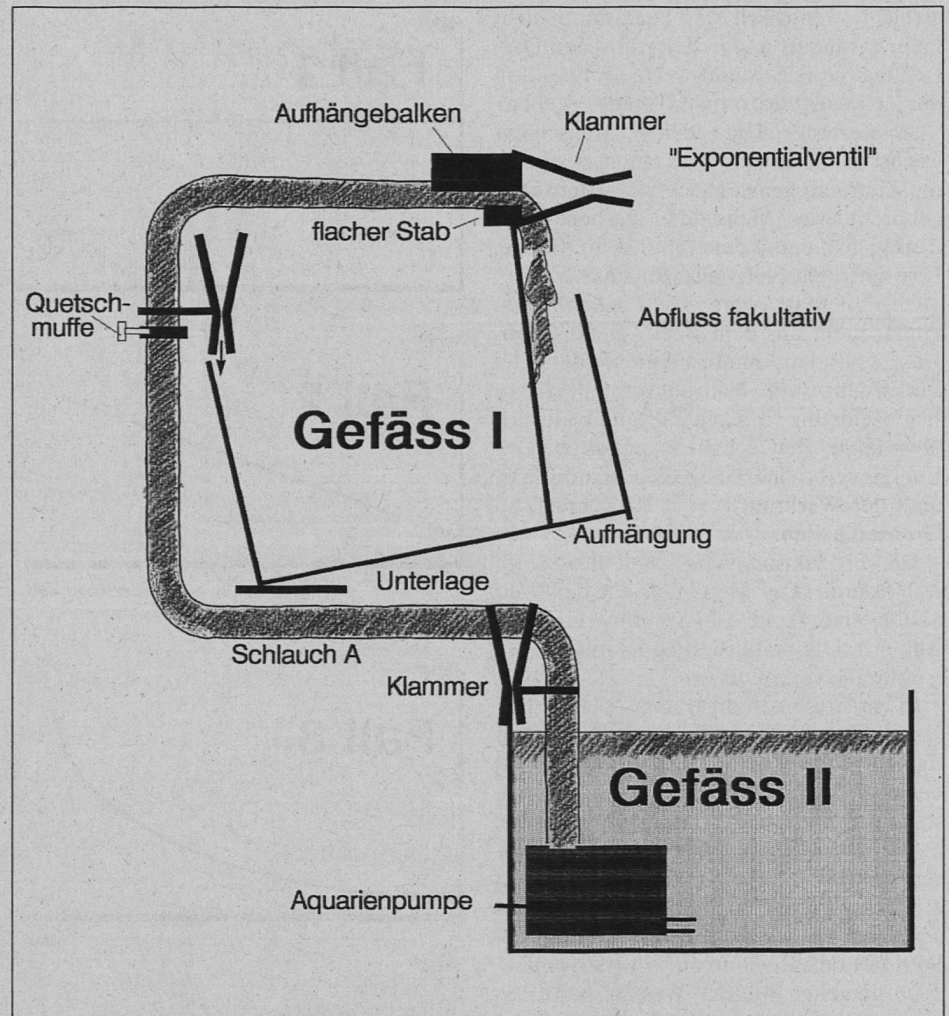 Aufhängebalken
Klammer
"Exponentialventil"
flacher Stab
Quetsch-
muffe
Abfluss fakultativ
Gefäss I
Aufhängung
Unterlage
Schlauch A
Klammer
Gefäss II
Aquarienpumpe